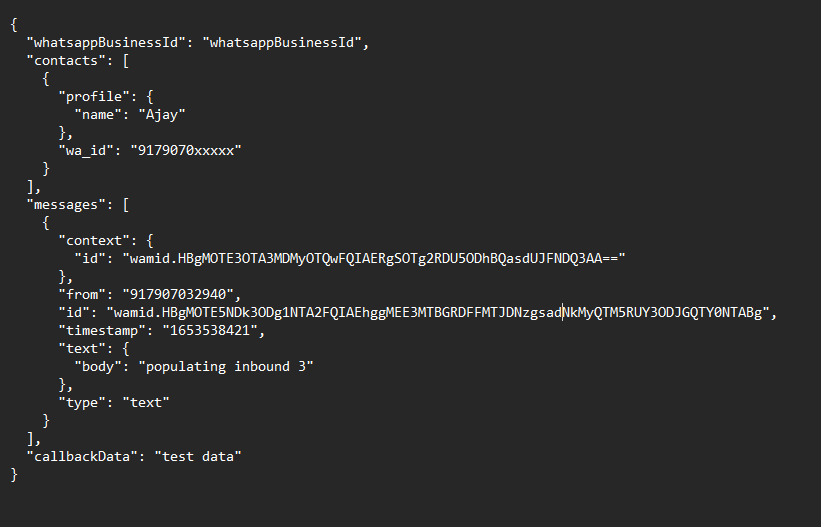 {
  "whatsappBusinessId": "whatsappBusinessId",
  "contacts": [
    {
      "profile": {
        "name": "Ajay"
      },
      "wa_id": "9179070xxxxx"
    }
  ],
  "messages": [
    {
      "context": {
        "id": "wamid.HBgMOTE3OTA3MDMyOTQwFQIAERgSOTg2RDU5ODhBQasdUJFNDQ3AA=="
      },
      "from": "917907032940",
      "id": "wamid.HBgMOTE5NDk3ODg1NTA2FQIAEhggMEE3MTBGRDFFMTJDNzgsadNkMyQTM5RUY3ODJGQTY0NTABg",
      "timestamp": "1653538421",
      "text": {
        "body": "populating inbound 3"
      },
      "type": "text"
    }
  ],
  "callbackData": "test data"
}